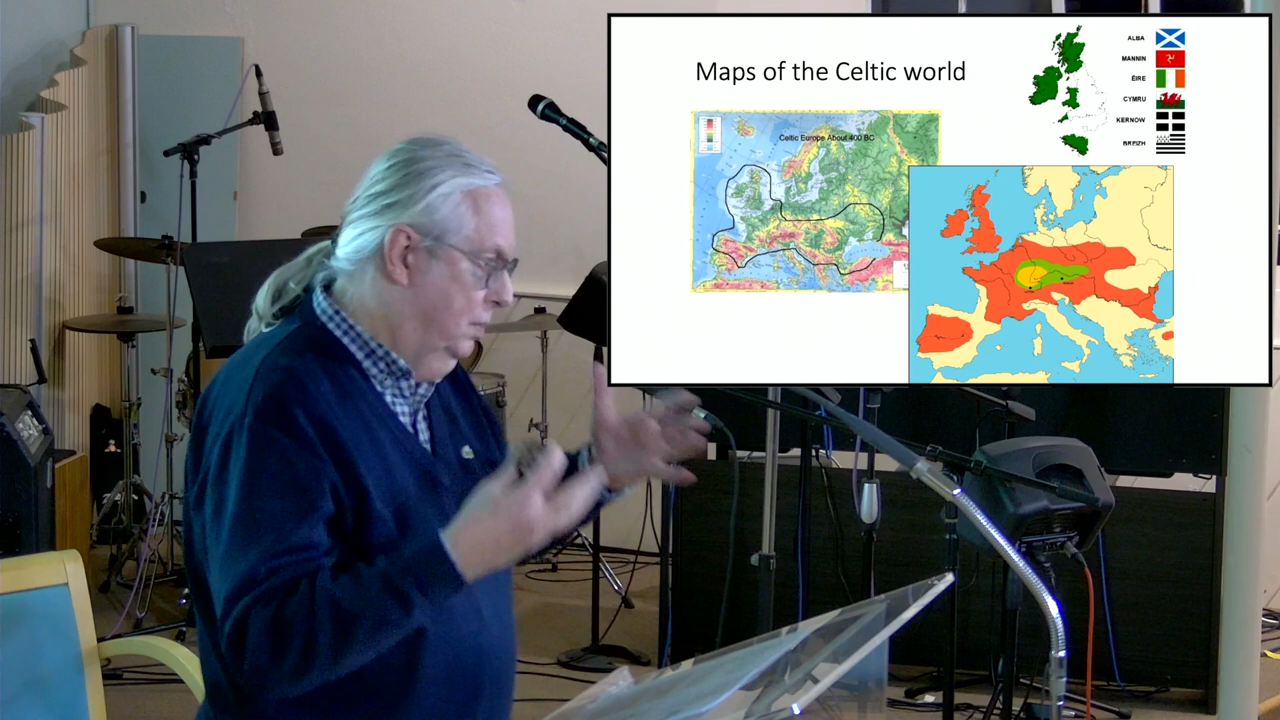 Maps of the Celtic world
Celtic Europe About 400 BC
ALBA
MANNIN
ÉIRE
CYMRU
KERNOW
BREIZH